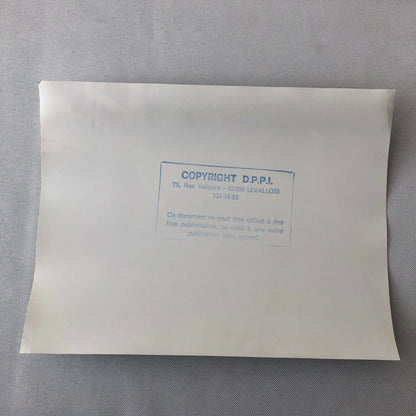 COPYRIGHT D.P.P.I.
75, Rue Voltaire - 92300 LEVALLOIS
737-18-93
Ce document ne peut être utilisé à des
fins publicitaires, ou cédé à une autre
publication sans accord.